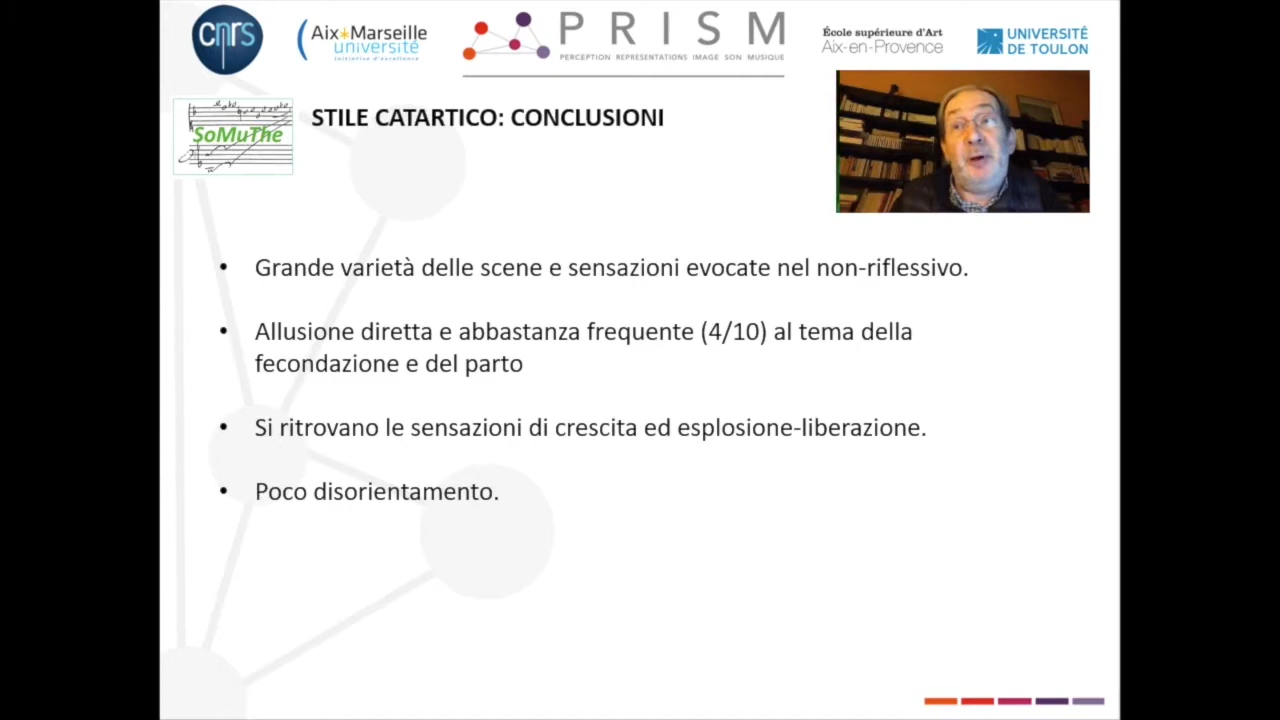 cnrs
Aix*Marseille
université
Initiative d'excellence
PRISM
PERCEPTION REPRESENTATIONS IMAGE SON MUSIQUE
École supérieure d'Art
Aix-en-Provence
UNIVERSITÉ
DE TOULON
SoMuThe
STILE CATARTICO: CONCLUSIONI
• Grande varietà delle scene e sensazioni evocate nel non-riflessivo.
• Allusione diretta e abbastanza frequente (4/10) al tema della
fecondazione e del parto
• Si ritrovano le sensazioni di crescita ed esplosione-liberazione.
• Poco disorientamento.